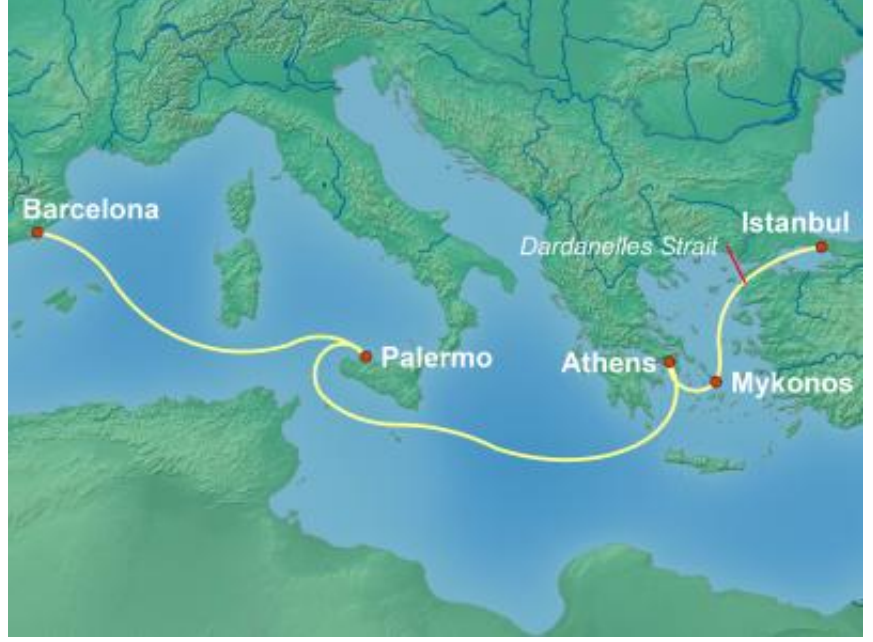 Barcelona
Istanbul
Dardanelles Strait
Palermo
Athens
Mykonos